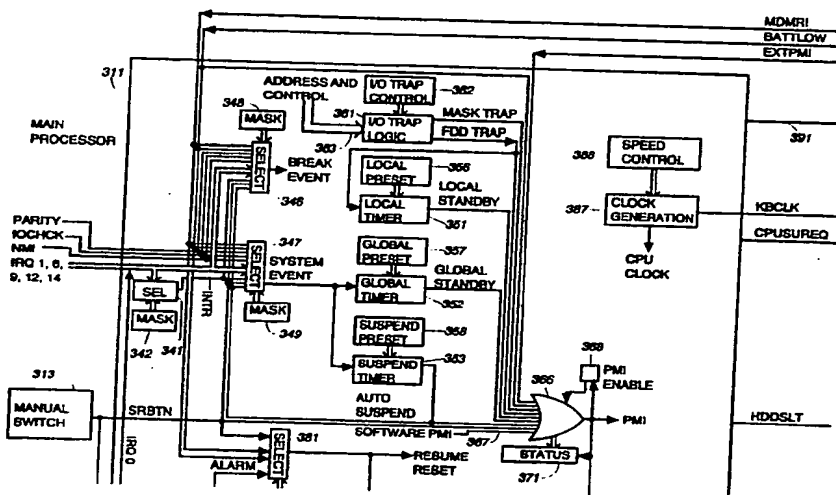 MDMRI
BATTLOW
EXTPMI
311
MAIN
PROCESSOR
ADDRESS AND
CONTROL
I/O TRAP
CONTROL
362
361
I/O TRAP
LOGIC
363
MASK TRAP
FDD TRAP
348
MASK
SELECT
BREAK
EVENT
346
LOCAL
PRESET
356
LOCAL
TIMER
351
LOCAL
STANDBY
388
SPEED
CONTROL
391
387
CLOCK
GENERATION
KBCLK
CPUSUREQ
CPU
CLOCK
PARITY
IOCHCK
NMI
IRQ 1, 6,
9, 12, 14
347
SELECT
SYSTEM
EVENT
GLOBAL
PRESET
357
GLOBAL
TIMER
352
GLOBAL
STANDBY
SEL
MASK
342
341
INTR
MASK
349
SUSPEND
PRESET
358
SUSPEND
TIMER
353
AUTO
SUSPEND
313
MANUAL
SWITCH
SRBTN
SOFTWARE PMI
367
366
368
PMI
ENABLE
PMI
HDDSLT
STATUS
371
IRQ 0
381
SELECT
ALARM
RESUME
RESET